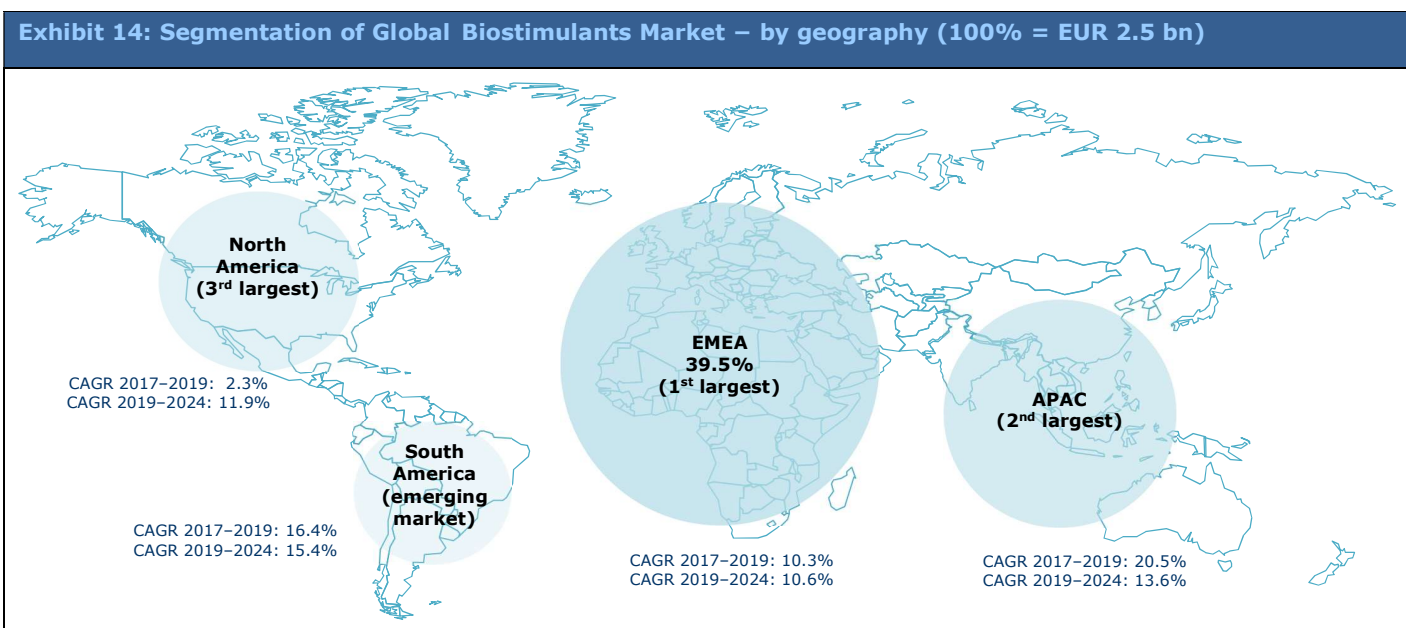 Exhibit 14: Segmentation of Global Biostimulants Market – by geography (100% = EUR 2.5 bn)
North
America
(3rd largest)
CAGR 2017–2019: 2.3%
CAGR 2019–2024: 11.9%
South
America
(emerging
market)
CAGR 2017–2019: 16.4%
CAGR 2019–2024: 15.4%
EMEA
39.5%
(1st largest)
CAGR 2017–2019: 10.3%
CAGR 2019–2024: 10.6%
APAC
(2nd largest)
CAGR 2017–2019: 20.5%
CAGR 2019–2024: 13.6%